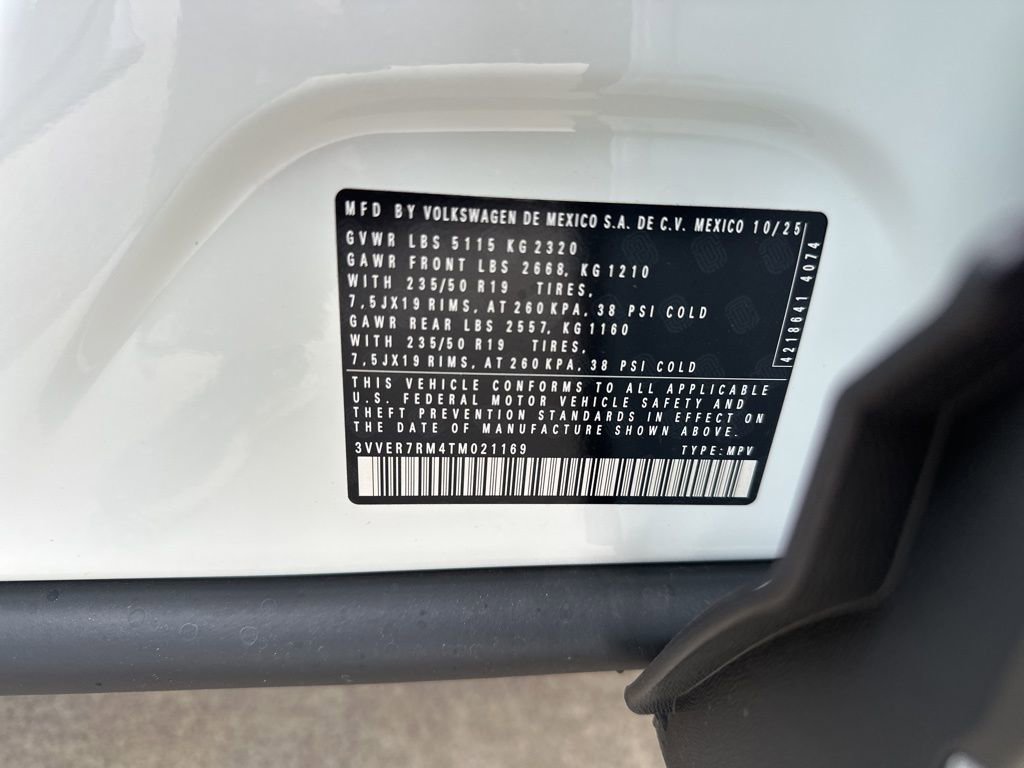 MFD BY VOLKSWAGEN DE MEXICO S.A. DE C.V. MEXICO 10/25
GVWR LBS 5115 KG 2320
GAWR FRONT LBS 2668, KG 1210
WITH 235/50 R19 TIRES,
7,5JX19 RIMS, AT 260 KPA, 38 PSI COLD
GAWR REAR LBS 2557, KG 1160
WITH 235/50 R19 TIRES,
7,5JX19 RIMS, AT 260 KPA, 38 PSI COLD
4218641 4074
THIS VEHICLE CONFORMS TO ALL APPLICABLE
U.S. FEDERAL MOTOR VEHICLE SAFETY AND
THEFT PREVENTION STANDARDS IN EFFECT ON
THE DATE OF MANUFACTURE SHOWN ABOVE.
3VVER7RM4TM021169 TYPE: MPV